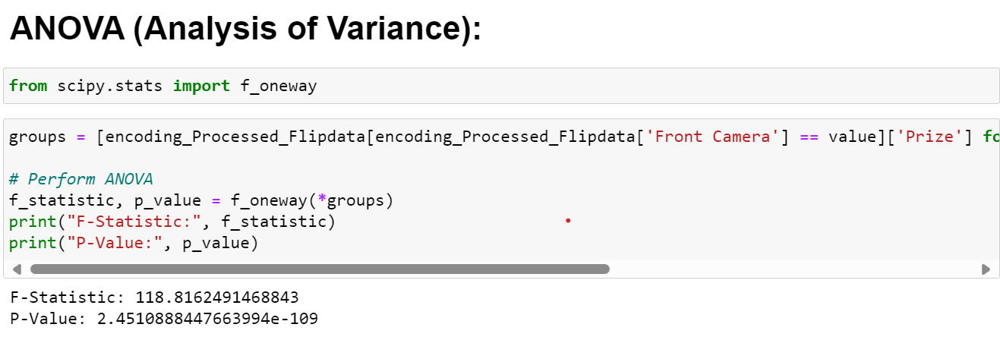 ANOVA (Analysis of Variance):
from scipy.stats import f_oneway
groups = [encoding_Processed_Flipdata[encoding_Processed_Flipdata['Front Camera'] == value]['Prize'] fo
# Perform ANOVA
f_statistic, p_value = f_oneway(*groups)
print("F-Statistic:", f_statistic)
print("P-Value:", p_value)
F-Statistic: 118.8162491468843
P-Value: 2.4510888447663994e-109